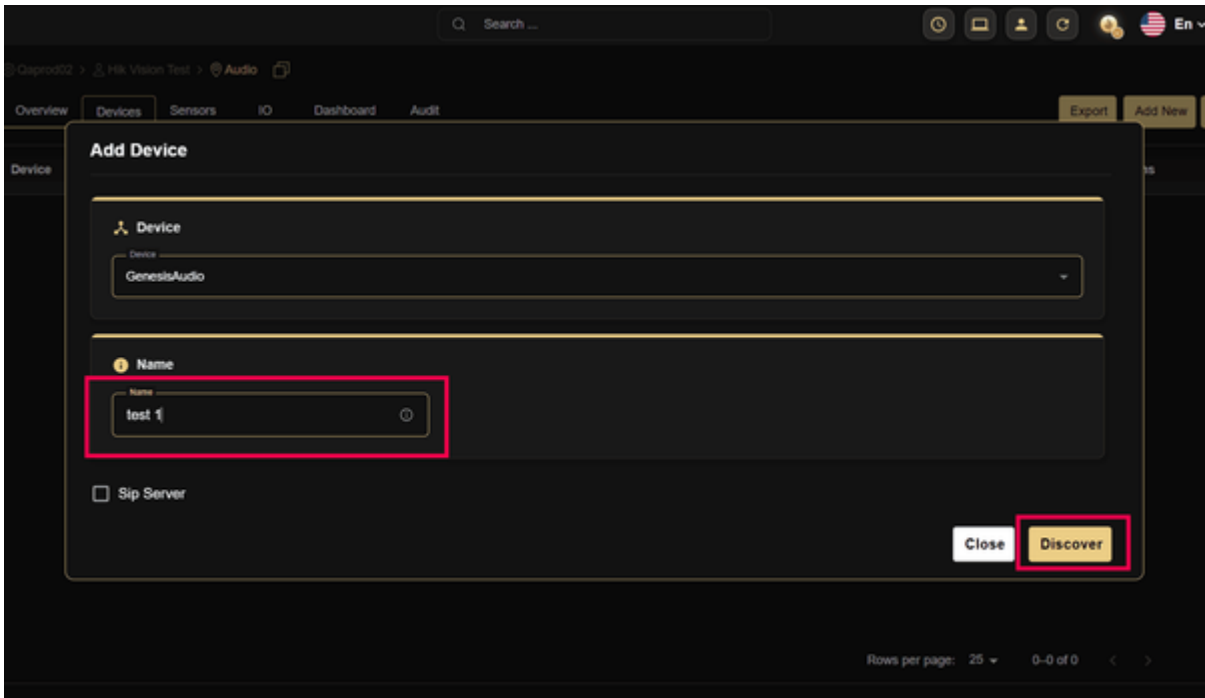 Search ...
En
Qaprod02 > Hik Vision Test > Audio
Overview Devices Sensors IO Dashboard Audit Export Add New
Add Device
Device
Device
Device
GenesisAudio
Name
Name
test 1
Sip Server
Close Discover
Rows per page: 25 0-0 of 0